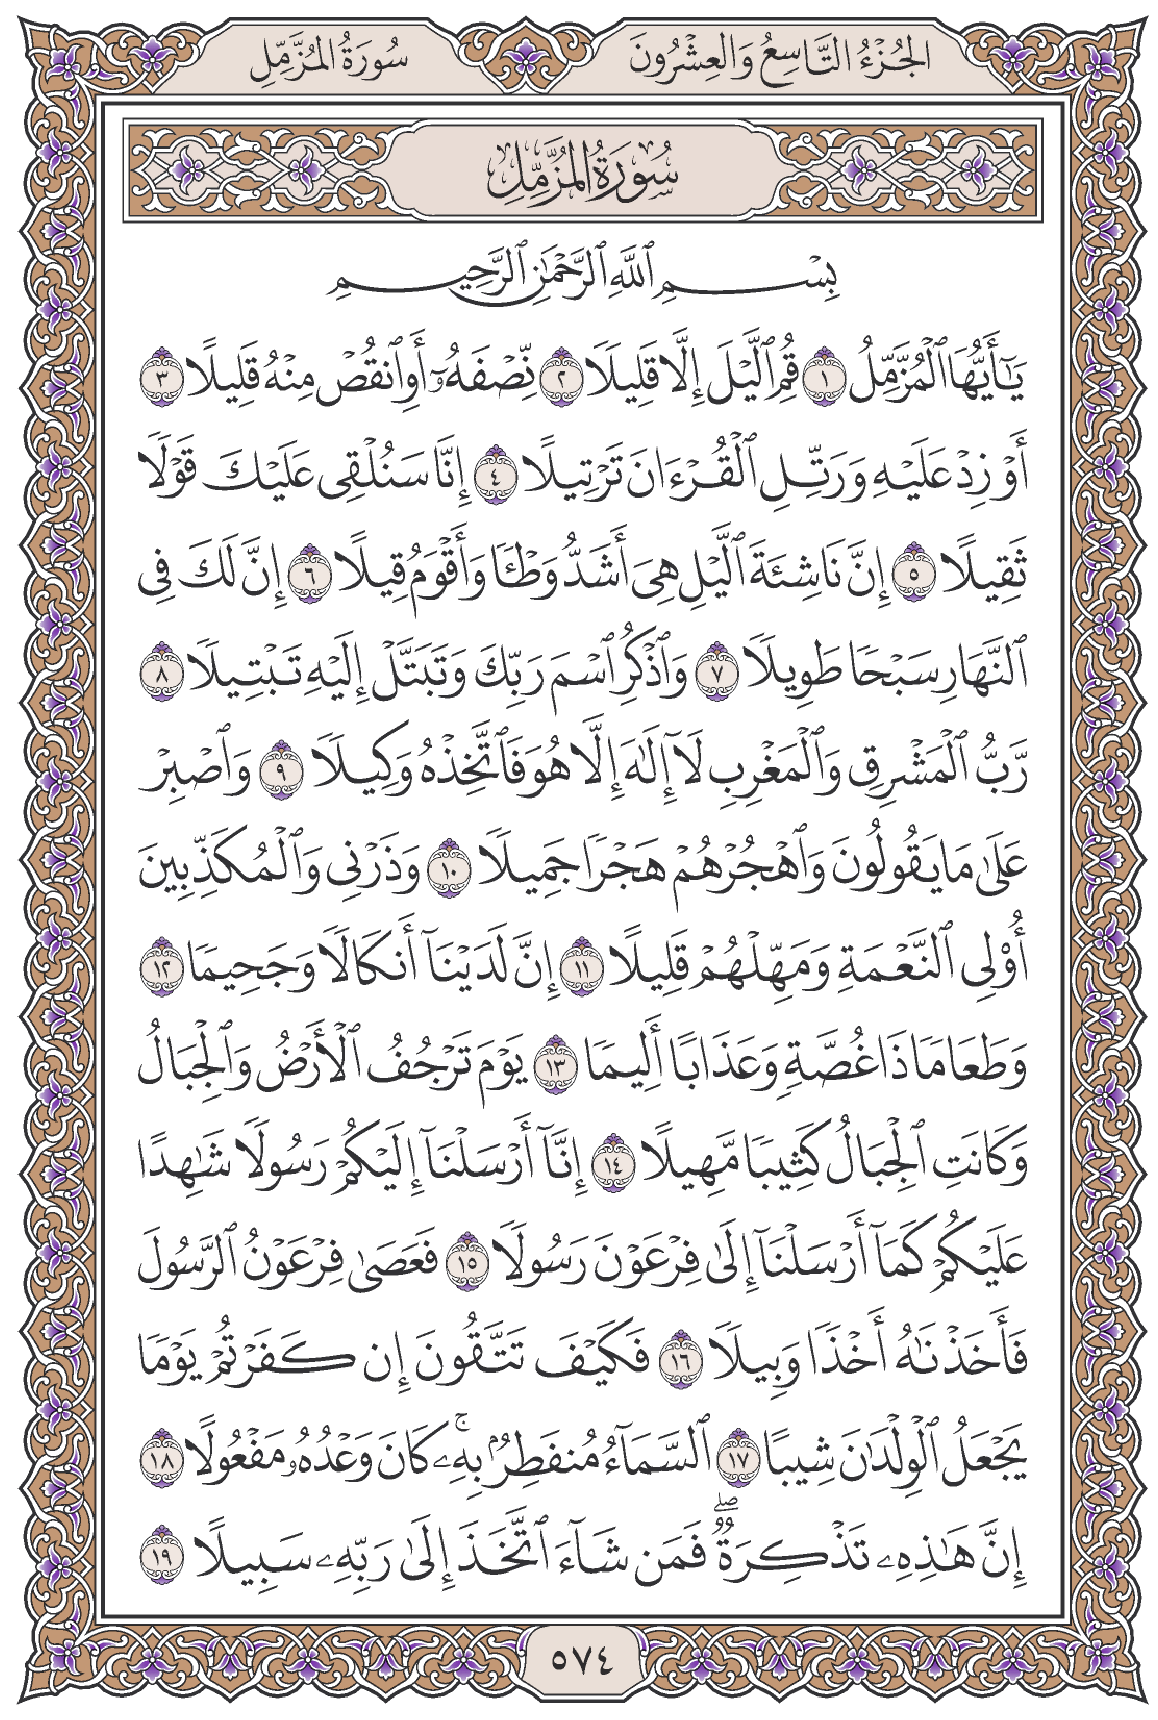 الجُزْءُ التَّاسِعُ وَالعِشْرُونَ
سُورَةُ المُزَّمِّلِ
سُورَةُ المُزَّمِّلِ
بِسْمِ ٱللَّهِ ٱلرَّحْمَٰنِ ٱلرَّحِيمِ
يَٰٓأَيُّهَا ٱلْمُزَّمِّلُ ١ قُمِ ٱلَّيْلَ إِلَّا قَلِيلًا ٢ نِّصْفَهُۥٓ أَوِ ٱنقُصْ مِنْهُ قَلِيلًا ٣
أَوْ زِدْ عَلَيْهِ وَرَتِّلِ ٱلْقُرْءَانَ تَرْتِيلًا ٤ إِنَّا سَنُلْقِى عَلَيْكَ قَوْلًا
ثَقِيلًا ٥ إِنَّ نَاشِئَةَ ٱلَّيْلِ هِىَ أَشَدُّ وَطْـًٔا وَأَقْوَمُ قِيلًا ٦ إِنَّ لَكَ فِى
ٱلنَّهَارِ سَبْحًا طَوِيلًا ٧ وَٱذْكُرِ ٱسْمَ رَبِّكَ وَتَبَتَّلْ إِلَيْهِ تَبْتِيلًا ٨
رَّبُّ ٱلْمَشْرِقِ وَٱلْمَغْرِبِ لَآ إِلَٰهَ إِلَّا هُوَ فَٱتَّخِذْهُ وَكِيلًا ٩ وَٱصْبِرْ
عَلَىٰ مَا يَقُولُونَ وَٱهْجُرْهُمْ هَجْرًا جَمِيلًا ١٠ وَذَرْنِى وَٱلْمُكَذِّبِينَ
أُو۟لِى ٱلنَّعْمَةِ وَمَهِّلْهُمْ قَلِيلًا ١١ إِنَّ لَدَيْنَآ أَنكَالًا وَجَحِيمًا ١٢
وَطَعَامًا ذَا غُصَّةٍ وَعَذَابًا أَلِيمًا ١٣ يَوْمَ تَرْجُفُ ٱلْأَرْضُ وَٱلْجِبَالُ
وَكَانَتِ ٱلْجِبَالُ كَثِيبًا مَّهِيلًا ١٤ إِنَّآ أَرْسَلْنَآ إِلَيْكُمْ رَسُولًا شَٰهِدًا
عَلَيْكُمْ كَمَآ أَرْسَلْنَآ إِلَىٰ فِرْعَوْنَ رَسُولًا ١٥ فَعَصَىٰ فِرْعَوْنُ ٱلرَّسُولَ
فَأَخَذْنَٰهُ أَخْذًا وَبِيلًا ١٦ فَكَيْفَ تَتَّقُونَ إِن كَفَرْتُمْ يَوْمًا
يَجْعَلُ ٱلْوِلْدَٰنَ شِيبًا ١٧ ٱلسَّمَآءُ مُنفَطِرٌۢ بِهِۦ ۚ كَانَ وَعْدُهُۥ مَفْعُولًا ١٨
إِنَّ هَٰذِهِۦ تَذْكِرَةٌ ۖ فَمَن شَآءَ ٱتَّخَذَ إِلَىٰ رَبِّهِۦ سَبِيلًا ١٩
٥٧٤